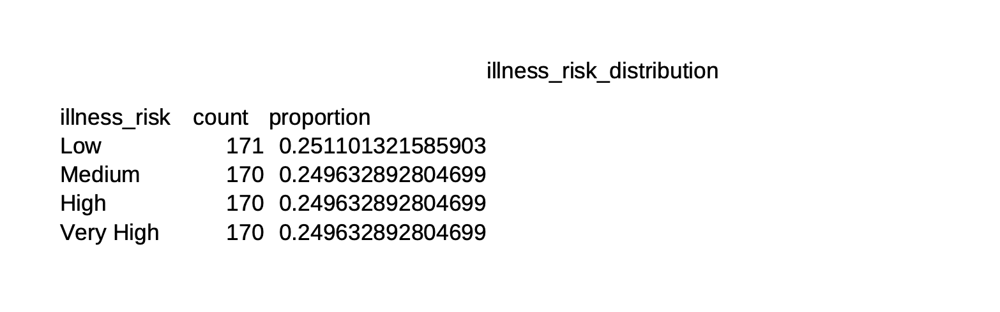 illness_risk_distribution
illness_risk count proportion
Low 171 0.251101321585903
Medium 170 0.249632892804699
High 170 0.249632892804699
Very High 170 0.249632892804699